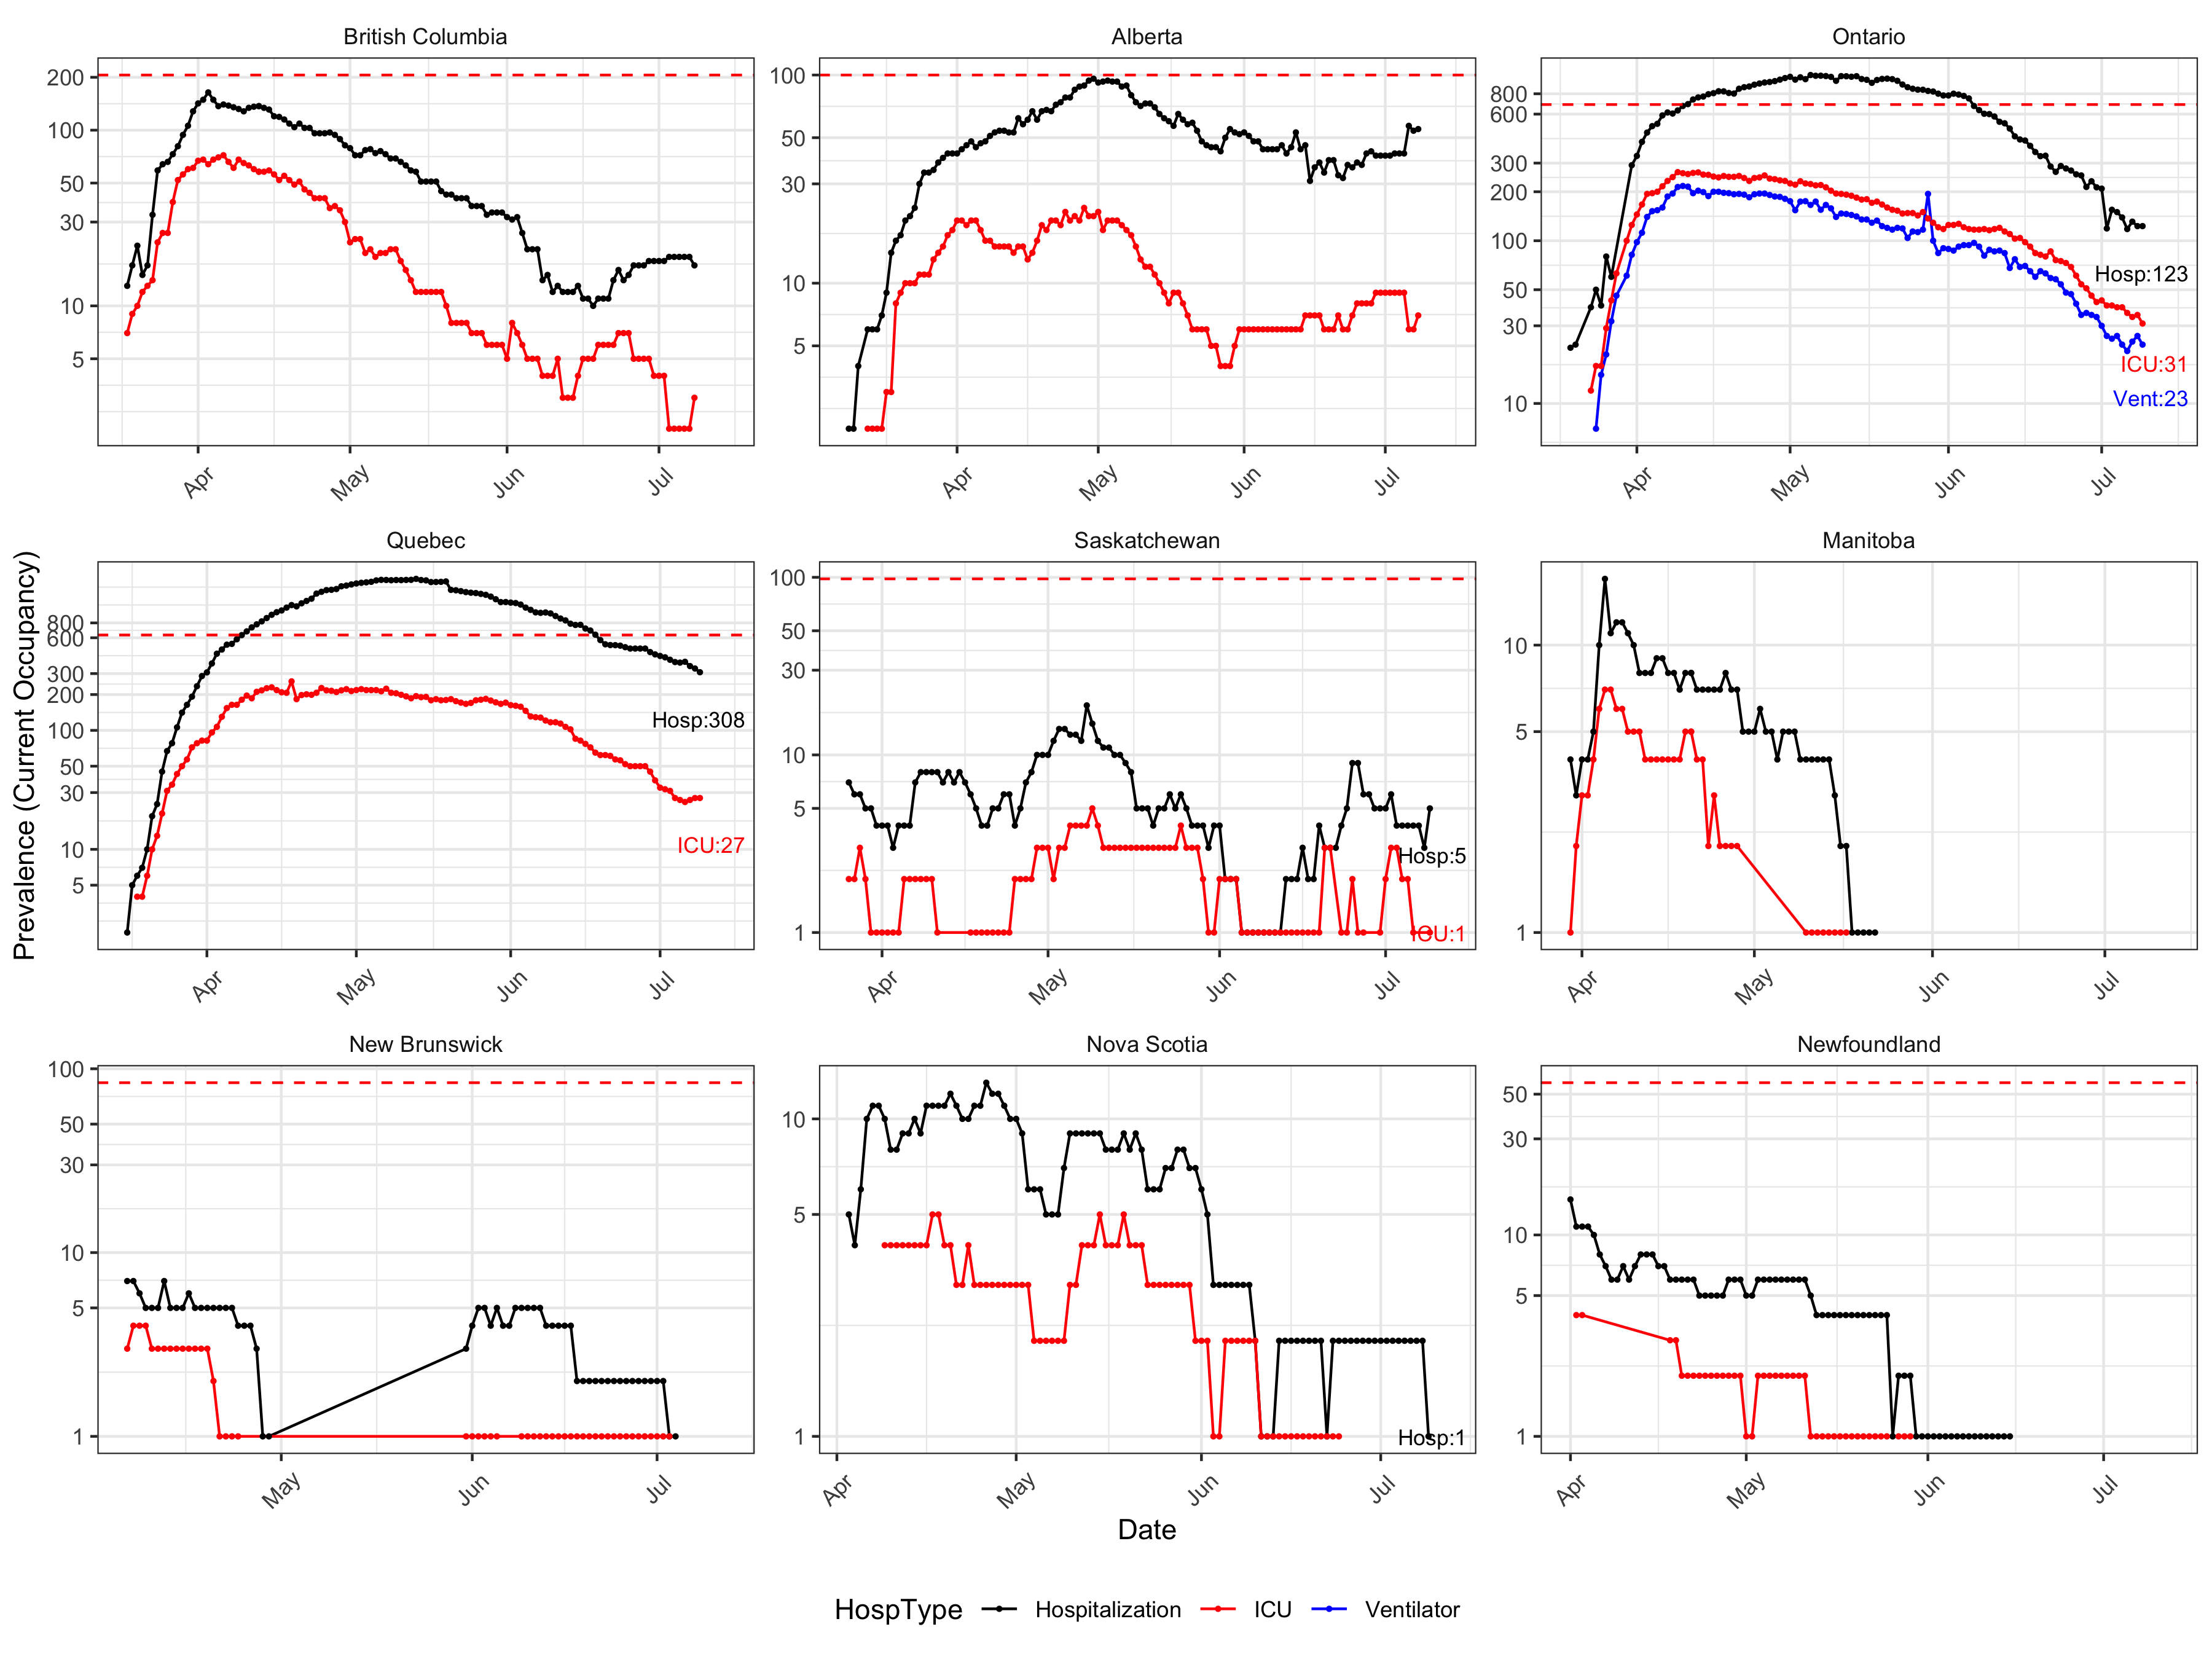 British Columbia
Alberta
Ontario
200
100
50
30
10
5
Apr
May
Jun
Jul
100
50
30
10
5
Apr
May
Jun
Jul
800
600
300
200
100
50
30
10
Hosp:123
ICU:31
Vent:23
Apr
May
Jun
Jul
Prevalence (Current Occupancy)
Quebec
Saskatchewan
Manitoba
800
600
300
200
100
50
30
10
5
Hosp:308
ICU:27
Apr
May
Jun
Jul
100
50
30
10
5
1
Hosp:5
ICU:1
Apr
May
Jun
Jul
10
5
1
Apr
May
Jun
Jul
New Brunswick
Nova Scotia
Newfoundland
100
50
30
10
5
1
May
Jun
Jul
10
5
1
Hosp:1
Apr
May
Jun
Jul
50
30
10
5
1
Apr
May
Jun
Jul
Date
HospType Hospitalization ICU Ventilator